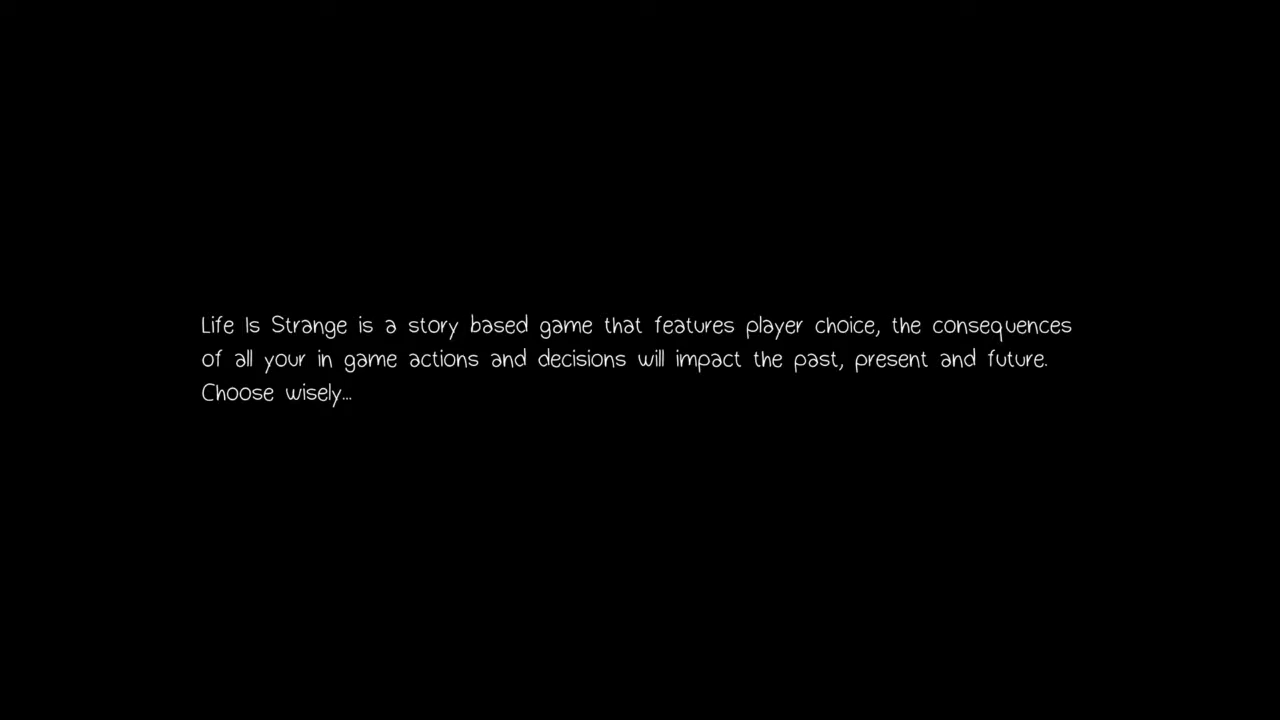 Life Is Strange is a story based game that features player choice, the consequences
of all your in game actions and decisions will impact the past, present and future.
Choose wisely...